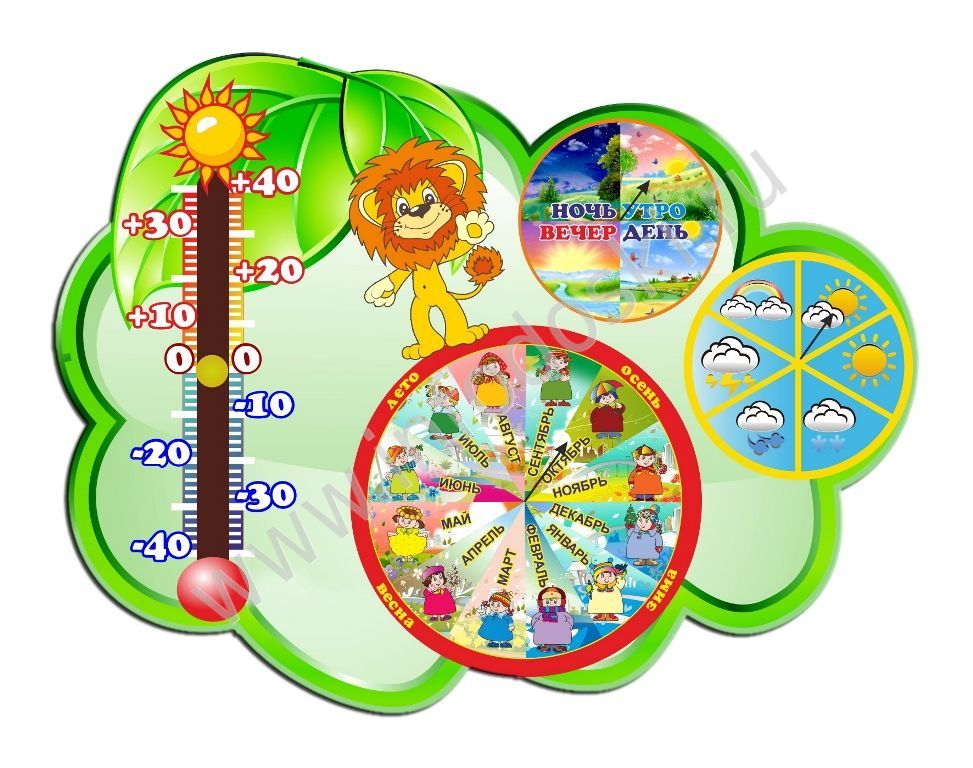 +40
+30
+20
+10
0 0
-10
-20
-30
-40
НОЧЬ УТРО
ВЕЧЕР ДЕНЬ
лето
осень
зима
весна
СЕНТЯБРЬ
ОКТЯБРЬ
НОЯБРЬ
ДЕКАБРЬ
ЯНВАРЬ
ФЕВРАЛЬ
МАРТ
АПРЕЛЬ
МАЙ
ИЮНЬ
ИЮЛЬ
АВГУСТ